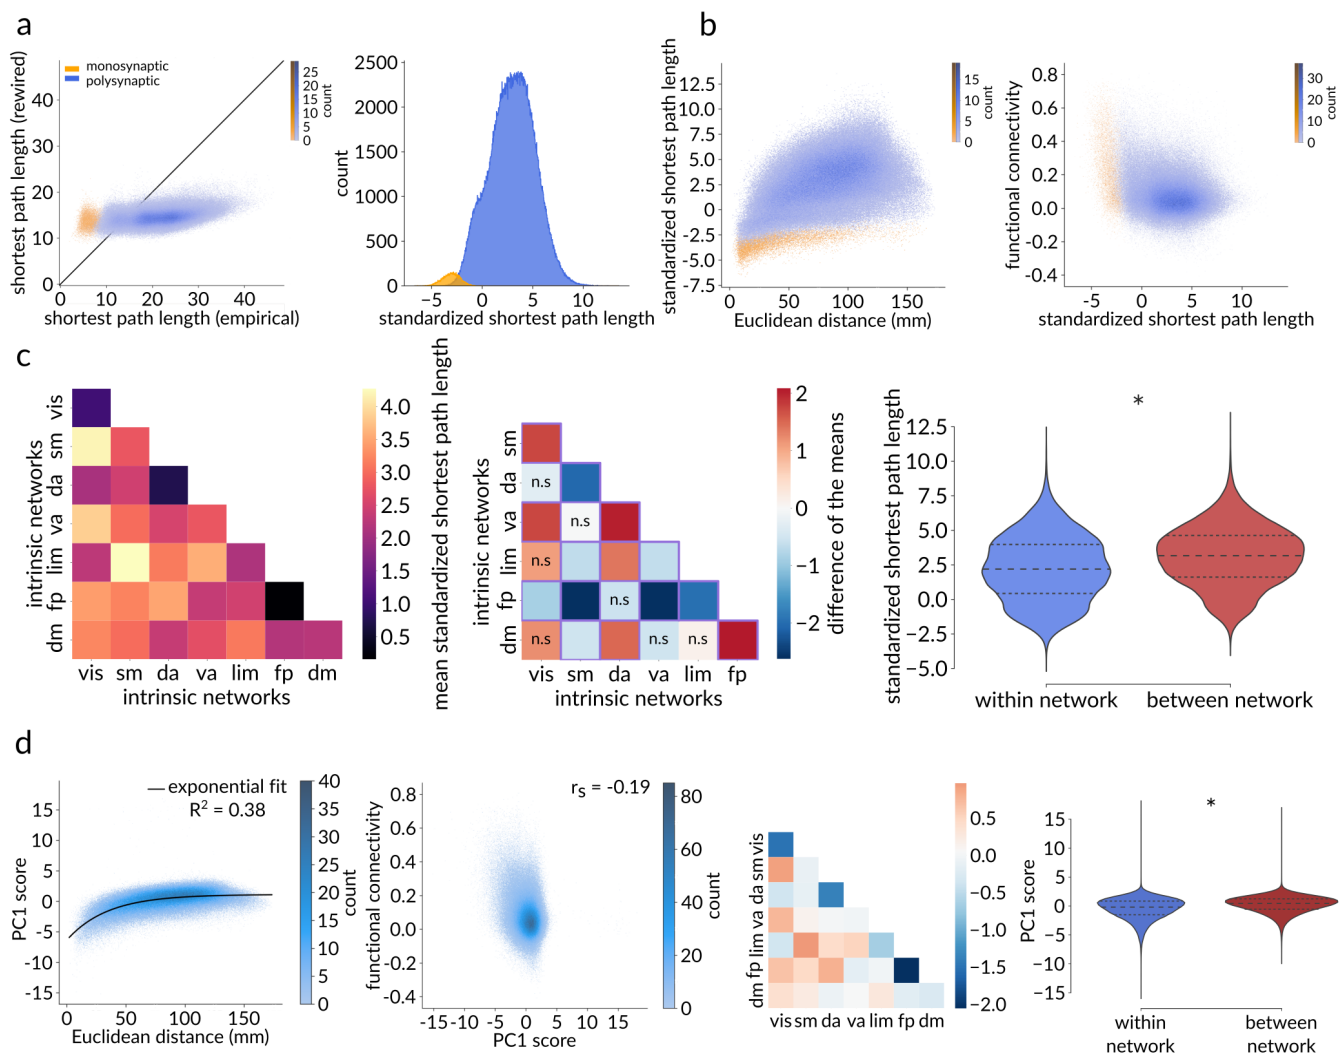 a
shortest path length (rewired)
monosynaptic
polysynaptic
40
30
20
10
0
0 10 20 30 40
shortest path length (empirical)
25
20
15
10
5
0
count
count
2500
2000
1500
1000
500
0
−5 0 5 10
standardized shortest path length
b
standardized shortest path length
12.5
10.0
7.5
5.0
2.5
0
-2.5
-5.0
-7.5
0 50 100 150
Euclidean distance (mm)
15
10
5
0
count
functional connectivity
0.8
0.6
0.4
0.2
0.0
-0.2
-0.4
-5 0 5 10
standardized shortest path length
30
20
10
0
count
c
intrinsic networks
vis
sm
da
va
lim
fp
dm
vis sm da va lim fp dm
intrinsic networks
4.0
3.5
3.0
2.5
2.0
1.5
1.0
0.5
mean standardized shortest path length
intrinsic networks
sm
da
va
lim
fp
dm
n.s
n.s
n.s
n.s
n.s n.s n.s
vis sm da va lim fp
intrinsic networks
2
1
0
−1
−2
difference of the means
standardized shortest path length
12.5
10.0
7.5
5.0
2.5
0.0
−2.5
−5.0
*
within network between network
d
PC1 score
15
10
5
0
-5
-10
-15
0 50 100 150
Euclidean distance (mm)
exponential fit
R² = 0.38
40
35
30
25
20
15
10
5
0
count
functional connectivity
0.8
0.6
0.4
0.2
0.0
-0.2
-0.4
-15 -10 -5 0 5 10 15
PC1 score
rs = -0.19
80
60
40
20
0
count
vis
sm
da
va
lim
fp
dm
vis sm da va lim fp dm
0.5
0.0
−0.5
−1.0
−1.5
−2.0
PC1 score
15
10
5
0
−5
−10
−15
*
within
network
between
network